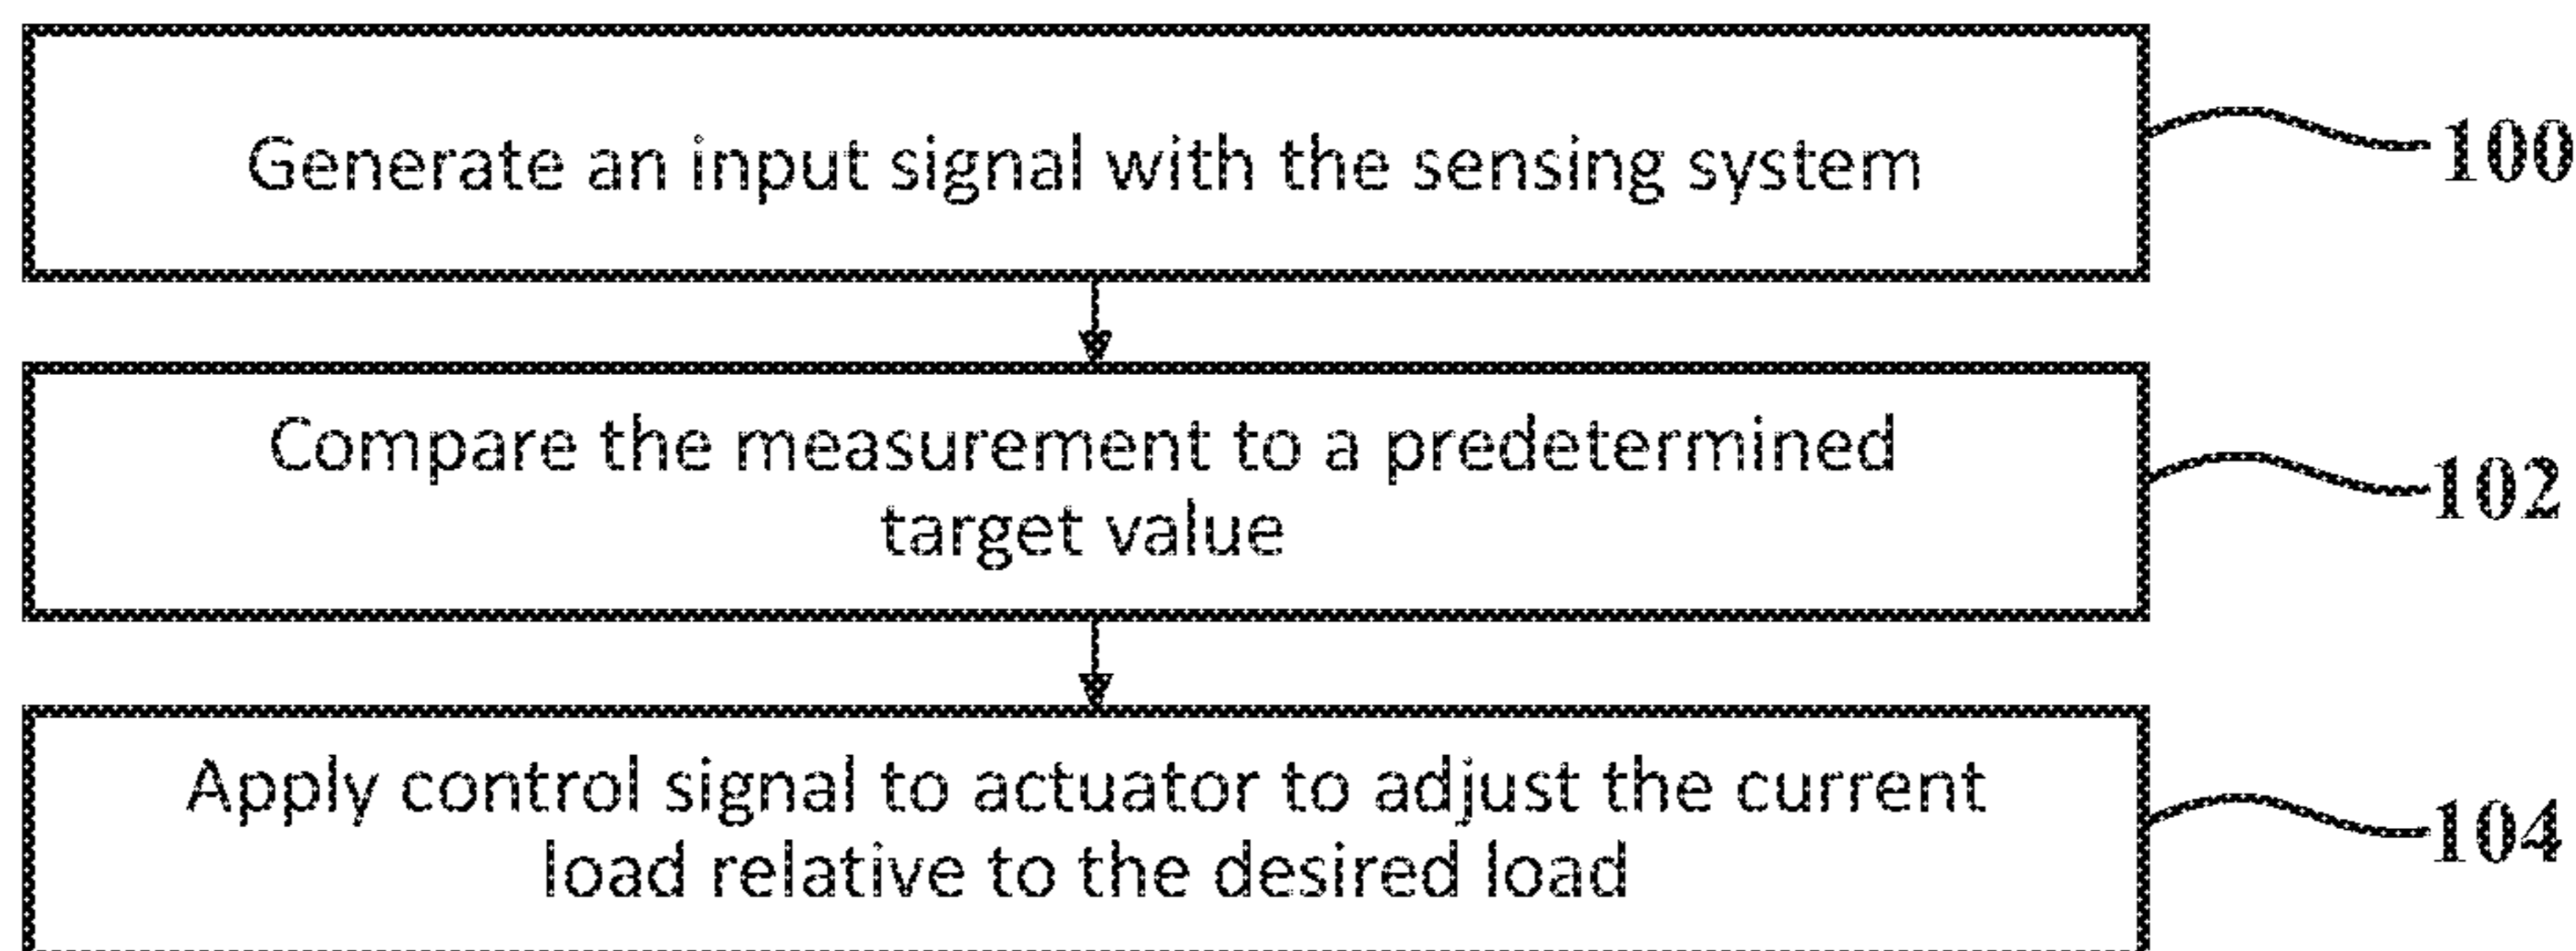 Generate an input signal with the sensing system
100
Compare the measurement to a predetermined
target value
102
Apply control signal to actuator to adjust the current
load relative to the desired load
104